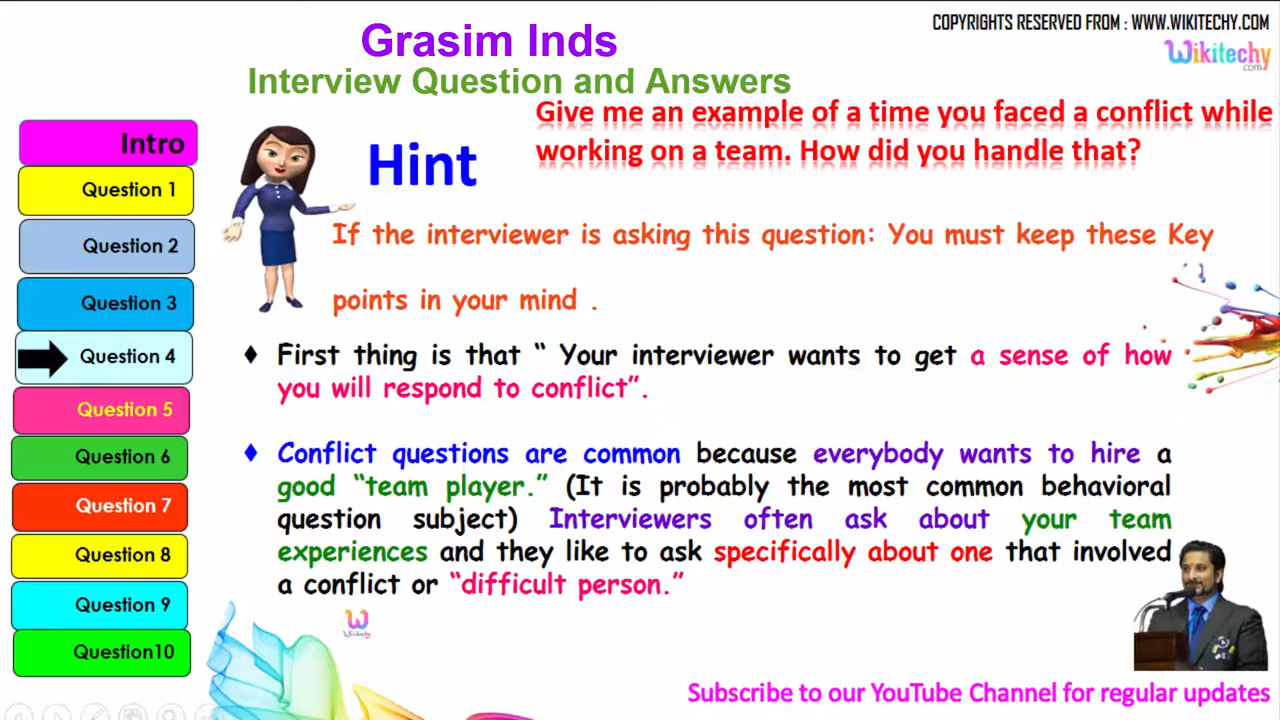 COPYRIGHTS RESERVED FROM : WWW.WIKITECHY.COM
Wikitechy
.com
Grasim Inds
Interview Question and Answers
Give me an example of a time you faced a conflict while
working on a team. How did you handle that?
Hint
If the interviewer is asking this question: You must keep these Key
points in your mind .
Intro
Question 1
Question 2
Question 3
Question 4
Question 5
Question 6
Question 7
Question 8
Question 9
Question10
♦ First thing is that “ Your interviewer wants to get a sense of how
you will respond to conflict”.
♦ Conflict questions are common because everybody wants to hire a
good “team player.” (It is probably the most common behavioral
question subject) Interviewers often ask about your team
experiences and they like to ask specifically about one that involved
a conflict or “difficult person.”
W
Wikitechy
Subscribe to our YouTube Channel for regular updates